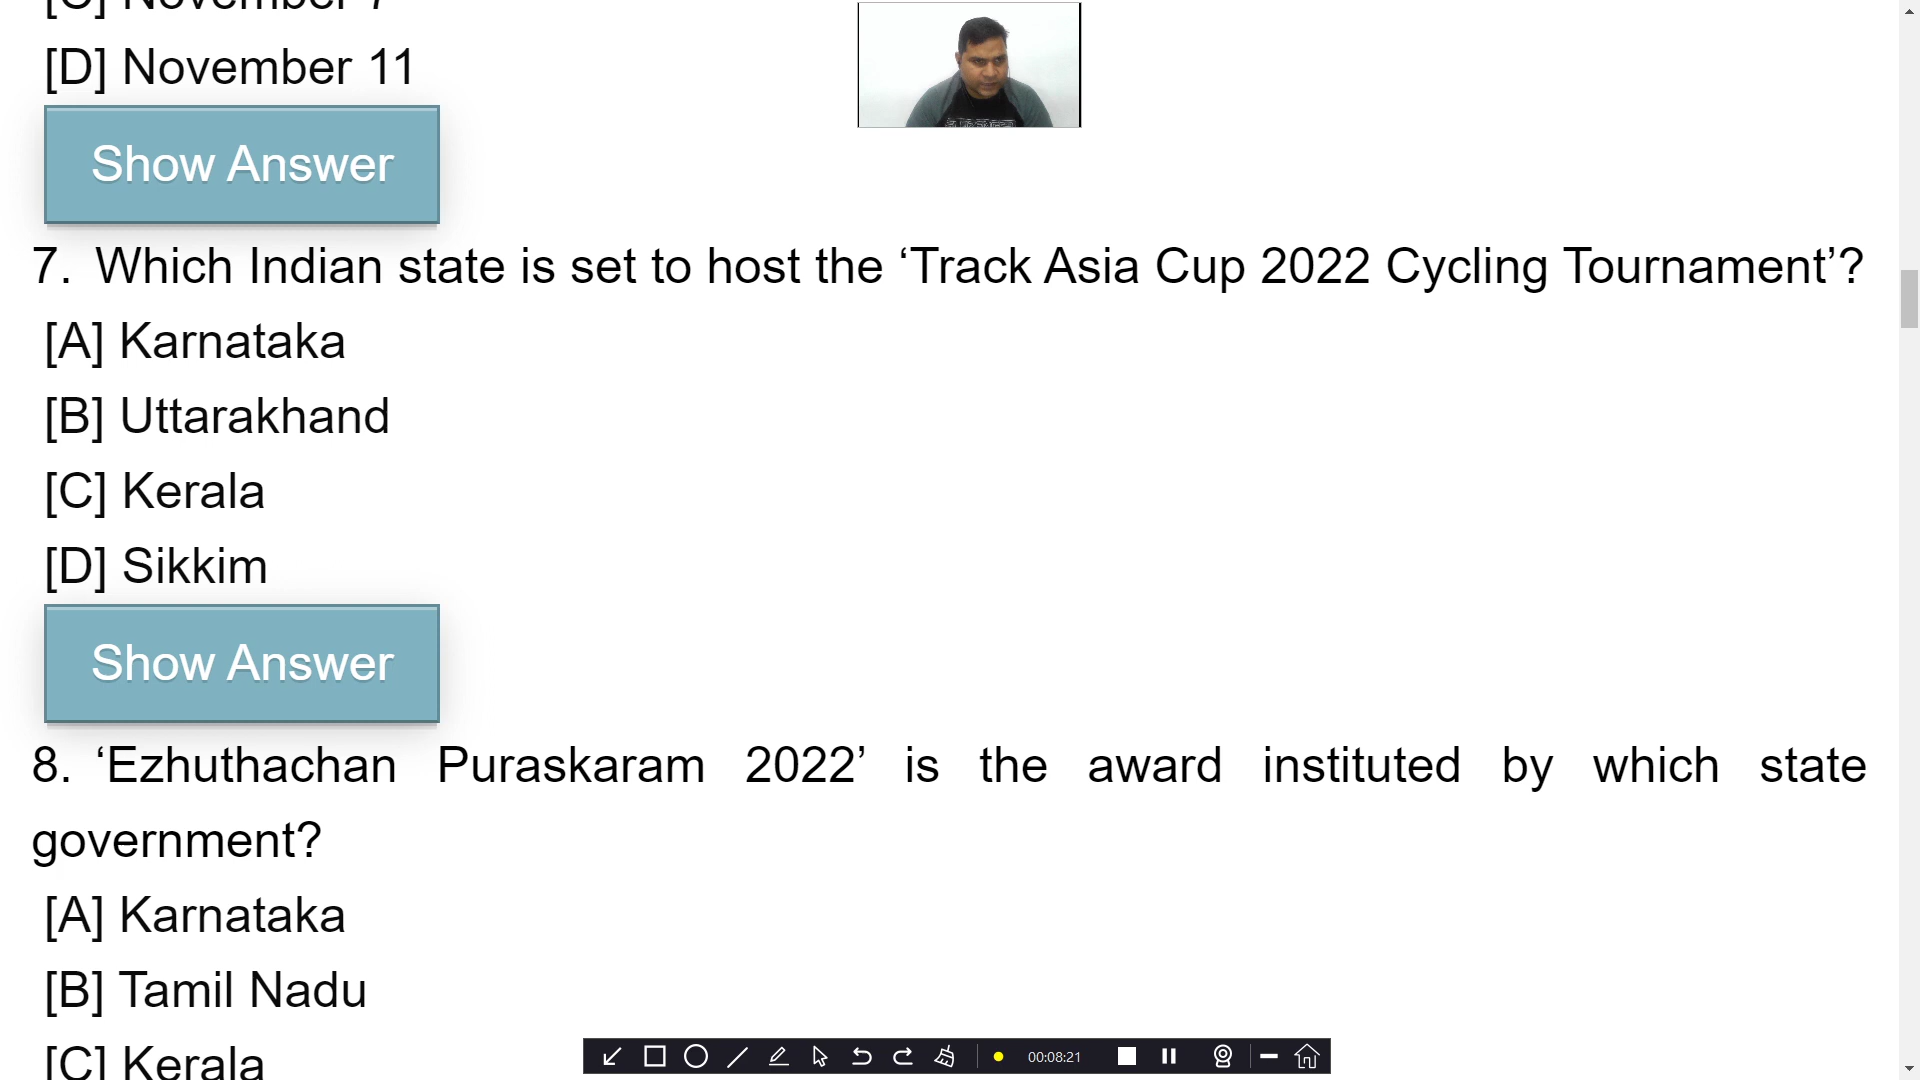 [C] November 7
[D] November 11
Show Answer
7. Which Indian state is set to host the ‘Track Asia Cup 2022 Cycling Tournament’?
[A] Karnataka
[B] Uttarakhand
[C] Kerala
[D] Sikkim
Show Answer
8. ‘Ezhuthachan Puraskaram 2022’ is the award instituted by which state
government?
[A] Karnataka
[B] Tamil Nadu
[C] Kerala
00:08:21